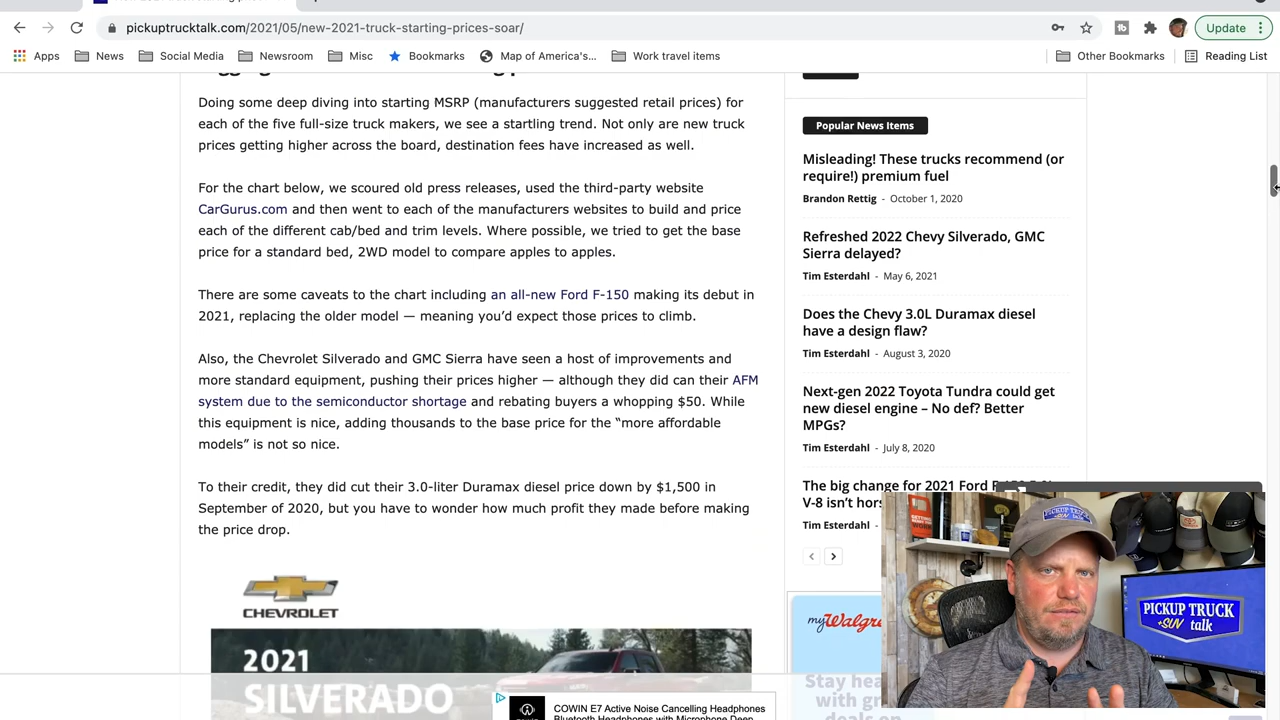 pickuptrucktalk.com/2021/05/new-2021-truck-starting-prices-soar/
Update
Apps
News
Social Media
Newsroom
Misc
Bookmarks
Map of America's...
Work travel items
Other Bookmarks
Reading List
Doing some deep diving into starting MSRP (manufacturers suggested retail prices) for
each of the five full-size truck makers, we see a startling trend. Not only are new truck
prices getting higher across the board, destination fees have increased as well.
For the chart below, we scoured old press releases, used the third-party website
CarGurus.com and then went to each of the manufacturers websites to build and price
each of the different cab/bed and trim levels. Where possible, we tried to get the base
price for a standard bed, 2WD model to compare apples to apples.
There are some caveats to the chart including an all-new Ford F-150 making its debut in
2021, replacing the older model — meaning you'd expect those prices to climb.
Also, the Chevrolet Silverado and GMC Sierra have seen a host of improvements and
more standard equipment, pushing their prices higher — although they did can their AFM
system due to the semiconductor shortage and rebating buyers a whopping $50. While
this equipment is nice, adding thousands to the base price for the “more affordable
models” is not so nice.
To their credit, they did cut their 3.0-liter Duramax diesel price down by $1,500 in
September of 2020, but you have to wonder how much profit they made before making
the price drop.
CHEVROLET
2021
SILVERADO
COWIN E7 Active Noise Cancelling Headphones
Bluetooth Headphones with Microphone Deep
Popular News Items
Misleading! These trucks recommend (or
require!) premium fuel
Brandon Rettig - October 1, 2020
Refreshed 2022 Chevy Silverado, GMC
Sierra delayed?
Tim Esterdahl - May 6, 2021
Does the Chevy 3.0L Duramax diesel
have a design flaw?
Tim Esterdahl - August 3, 2020
Next-gen 2022 Toyota Tundra could get
new diesel engine – No def? Better
MPGs?
Tim Esterdahl - July 8, 2020
The big change for 2021 Ford
V-8 isn't
Tim Esterdahl -
Stay
with
deals on
PICKUP TRUCK
+SUV talk
PICKUP TRUCK
+SUV talk